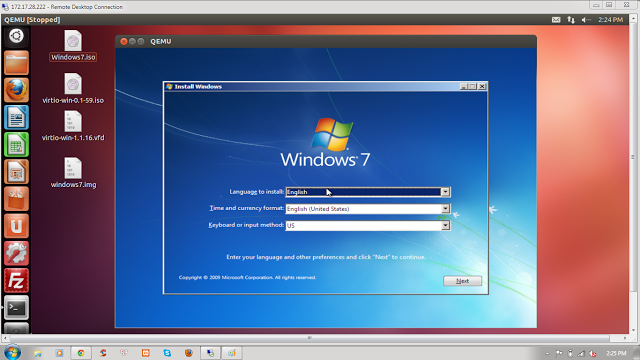 172.17.28.222 - Remote Desktop Connection
QEMU [Stopped]
2:24 PM
QEMU
Windows7.iso
virtio-win-0.1-59.iso
virtio-win-1.1.16.vfd
windows7.img
Install Windows
Windows 7
Language to install: English
Time and currency format: English (United States)
Keyboard or input method: US
Enter your language and other preferences and click "Next" to continue.
Copyright © 2009 Microsoft Corporation. All rights reserved.
Next
2:25 PM